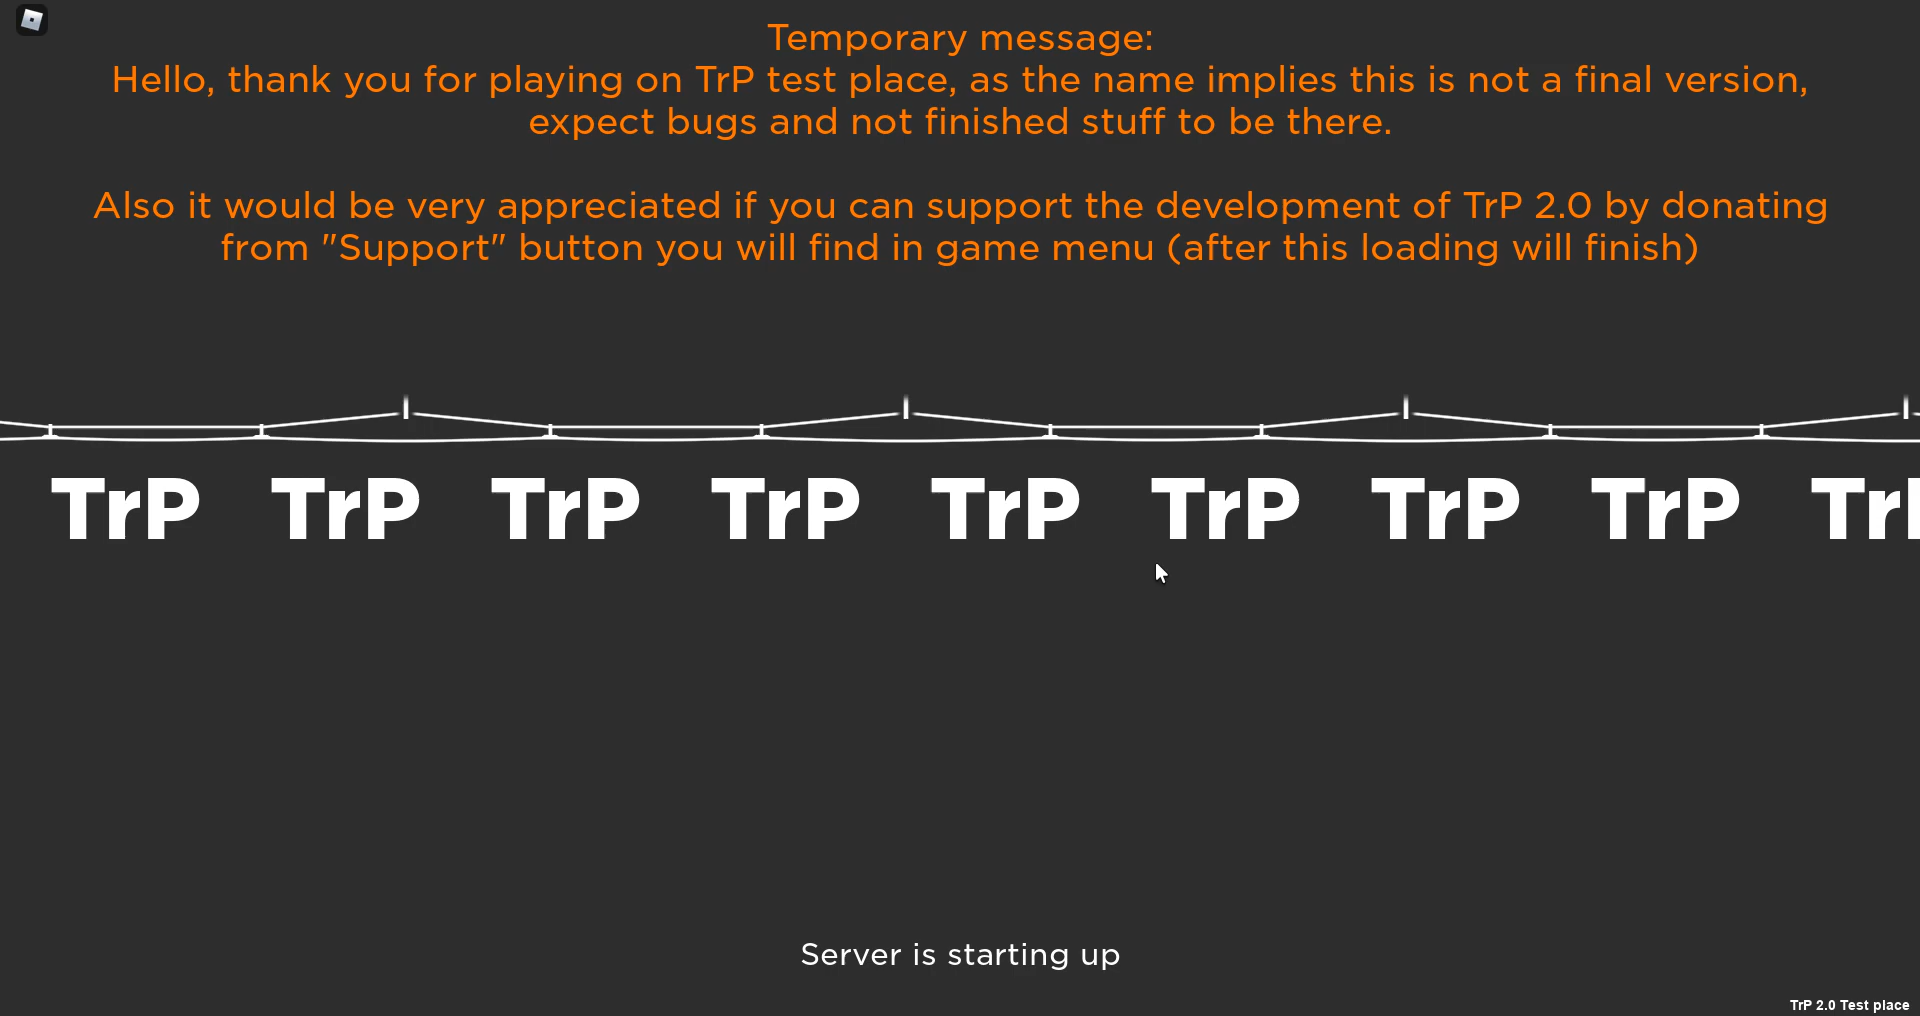 Temporary message:
Hello, thank you for playing on TrP test place, as the name implies this is not a final version,
expect bugs and not finished stuff to be there.
Also it would be very appreciated if you can support the development of TrP 2.0 by donating
from "Support" button you will find in game menu (after this loading will finish)
TrP TrP TrP TrP TrP TrP TrP TrP TrP
Server is starting up
TrP 2.0 Test place